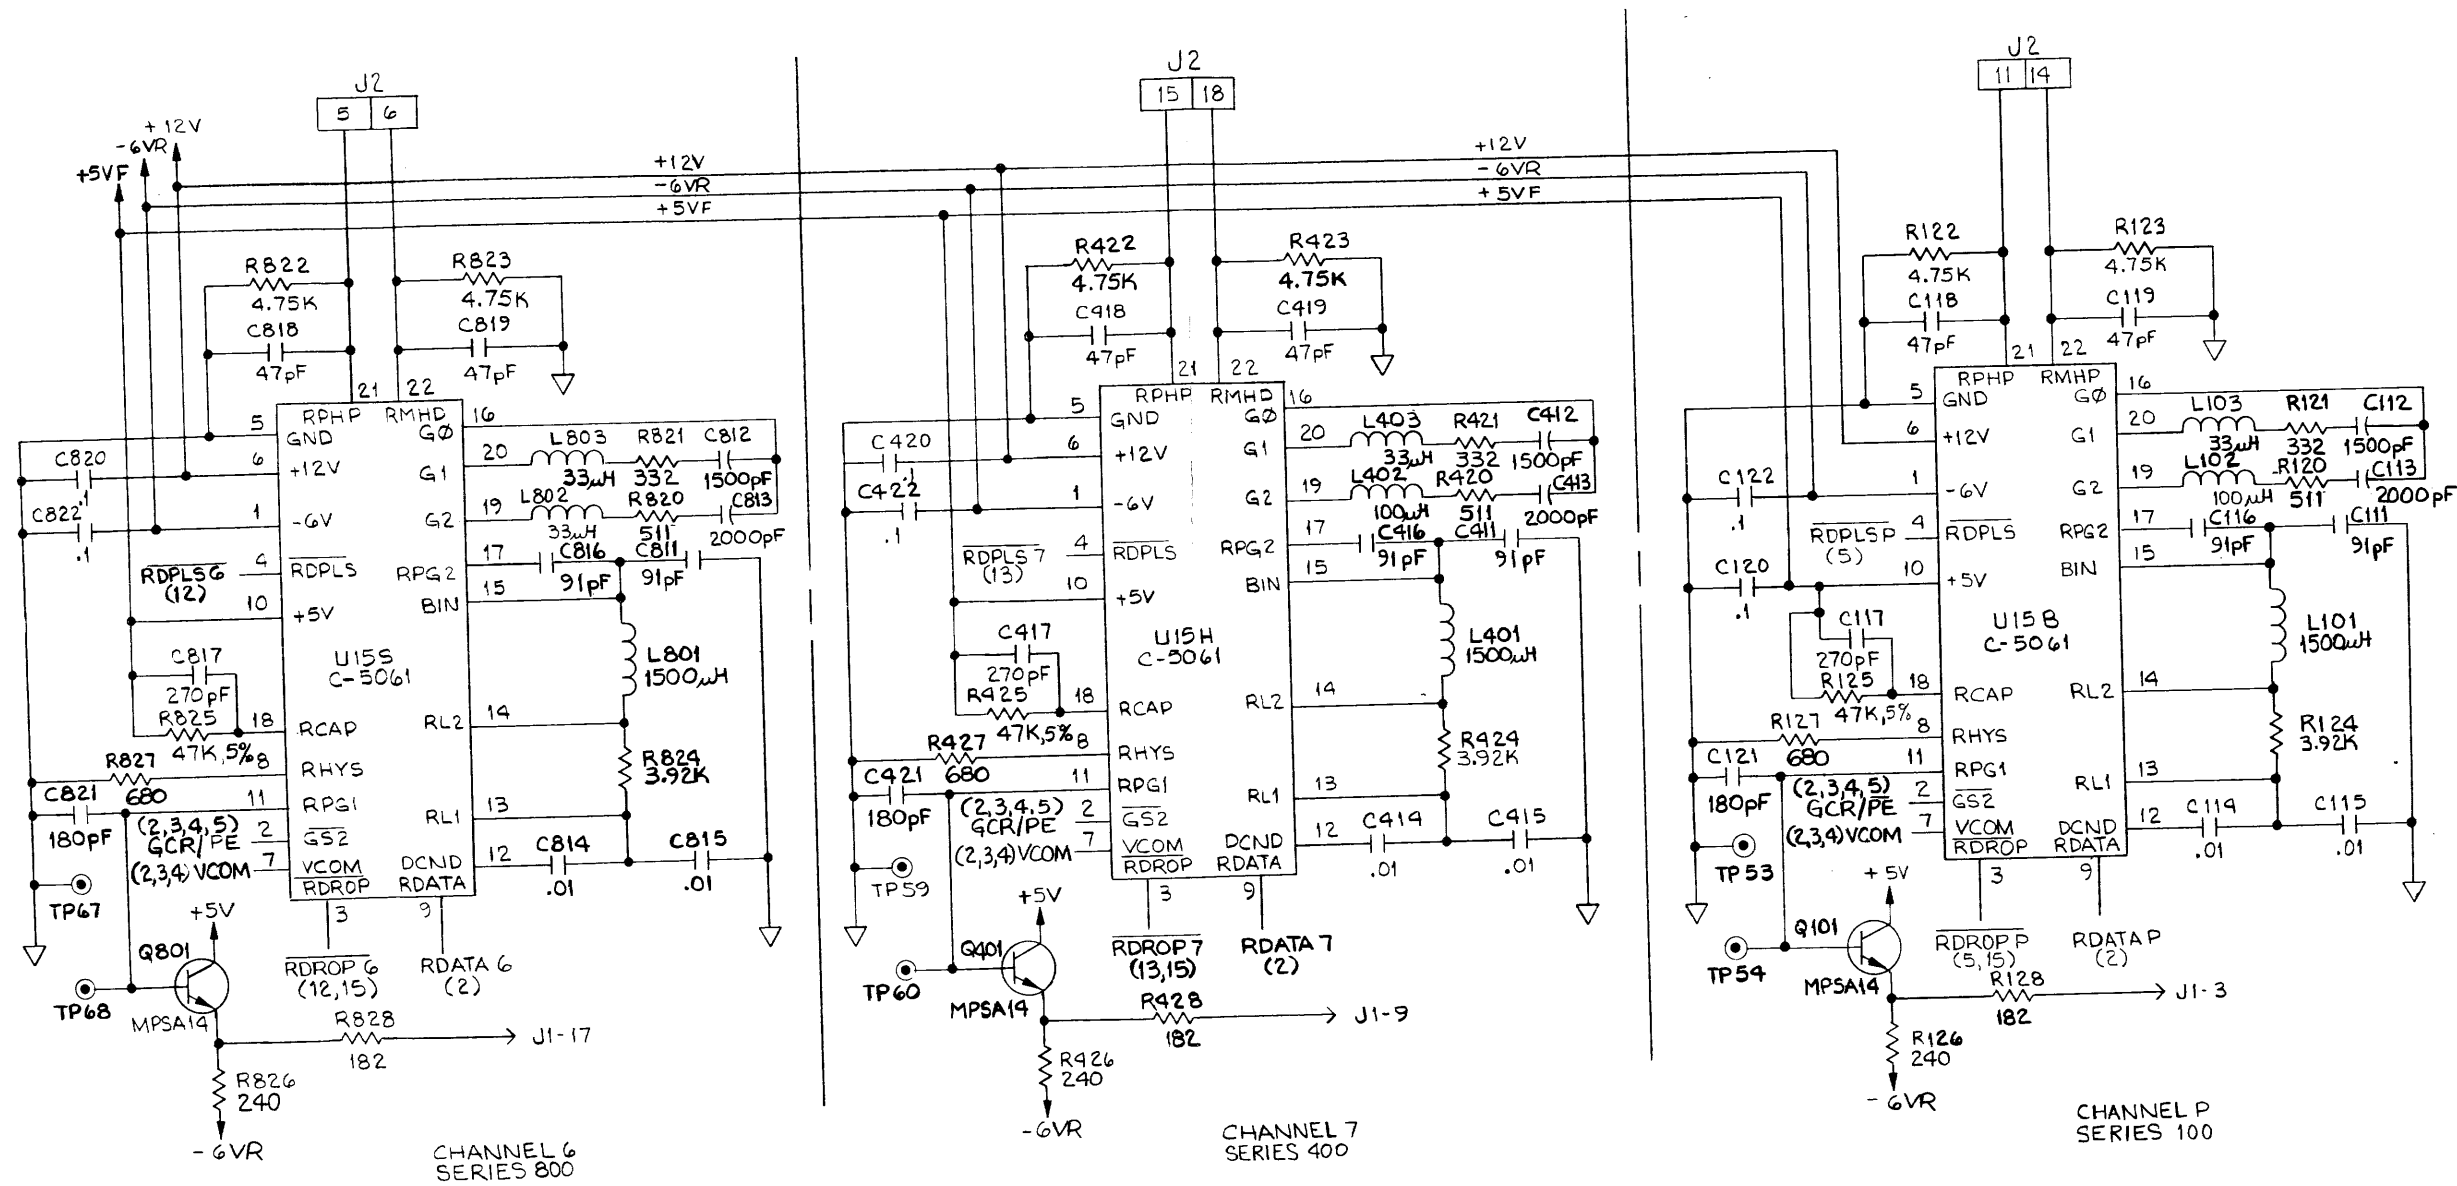 J2
5 6
+12V
-6VR
+5VF
R822
4.75K
C818
47pF
R823
4.75K
C819
47pF
21 22
RPHP RMHD
5 GND
6 +12V
1 -6V
4 RDPLS
10 +5V
U15S
C-5061
18 RCAP
8 RHYS
11 RPG1
2 GS2
7 VCOM
RDROP
3
DCND 12
RDATA
9
GØ 16
G1 20
G2 19
RPG2 17
BIN 15
RL2 14
RL1 13
C820
.1
C822
.1
RDPLS6
(12)
C817
270pF
R825
47K,5%
R827
680
C821
180pF
(2,3,4,5)
GCR/PE
(2,3,4)VCOM
TP67
+5V
Q801
TP68
MPSA14
RDROP 6
(12,15)
RDATA 6
(2)
R828
182
J1-17
R826
240
-6VR
L803
33µH
R821
332
C812
1500pF
L802
33µH
R820
511
C813
2000pF
C816
91pF
C811
91pF
L801
1500µH
R824
3.92K
C814
.01
C815
.01
CHANNEL 6
SERIES 800
+12V
-6VR
+5VF
J2
15 18
R422
4.75K
C418
47pF
R423
4.75K
C419
47pF
21 22
RPHP RMHD
5 GND
6 +12V
1 -6V
4 RDPLS
10 +5V
U15H
C-5061
18 RCAP
8 RHYS
11 RPG1
2 GS2
7 VCOM
RDROP
3
DCND 12
RDATA
9
GØ 16
G1 20
G2 19
RPG2 17
BIN 15
RL2 14
RL1 13
C420
.1
C422
.1
RDPLS 7
(13)
C417
270pF
R425
47K,5%
R427
680
C421
180pF
(2,3,4,5)
GCR/PE
(2,3,4)VCOM
TP59
+5V
Q401
TP60
MPSA14
RDROP 7
(13,15)
RDATA 7
(2)
R428
182
J1-9
R426
240
-6VR
L403
33µH
R421
332
C412
1500pF
L402
100µH
R420
511
C413
2000pF
C416
91pF
C411
91pF
L401
1500µH
R424
3.92K
C414
.01
C415
.01
CHANNEL 7
SERIES 400
+12V
-6VR
+5VF
J2
11 14
R122
4.75K
C118
47pF
R123
4.75K
C119
47pF
21 22
RPHP RMHP
5 GND
6 +12V
1 -6V
4 RDPLS
10 +5V
U15B
C-5061
18 RCAP
8 RHYS
11 RPG1
2 GS2
7 VCOM
RDROP
3
DCND 12
RDATA
9
GØ 16
G1 20
G2 19
RPG2 17
BIN 15
RL2 14
RL1 13
C122
.1
RDPLSP
(5)
C120
.1
C117
270pF
R125
47K,5%
R127
680
C121
180pF
(2,3,4,5)
GCR/PE
(2,3,4)VCOM
TP53
+5V
Q101
TP54
MPSA14
RDROP P
(5,15)
RDATA P
(2)
R128
182
J1-3
R126
240
-6VR
L103
33µH
R121
332
C112
1500pF
L102
100µH
R120
511
C113
2000pF
C116
91pF
C111
91pF
L101
1500µH
R124
3.92K
C114
.01
C115
.01
CHANNEL P
SERIES 100